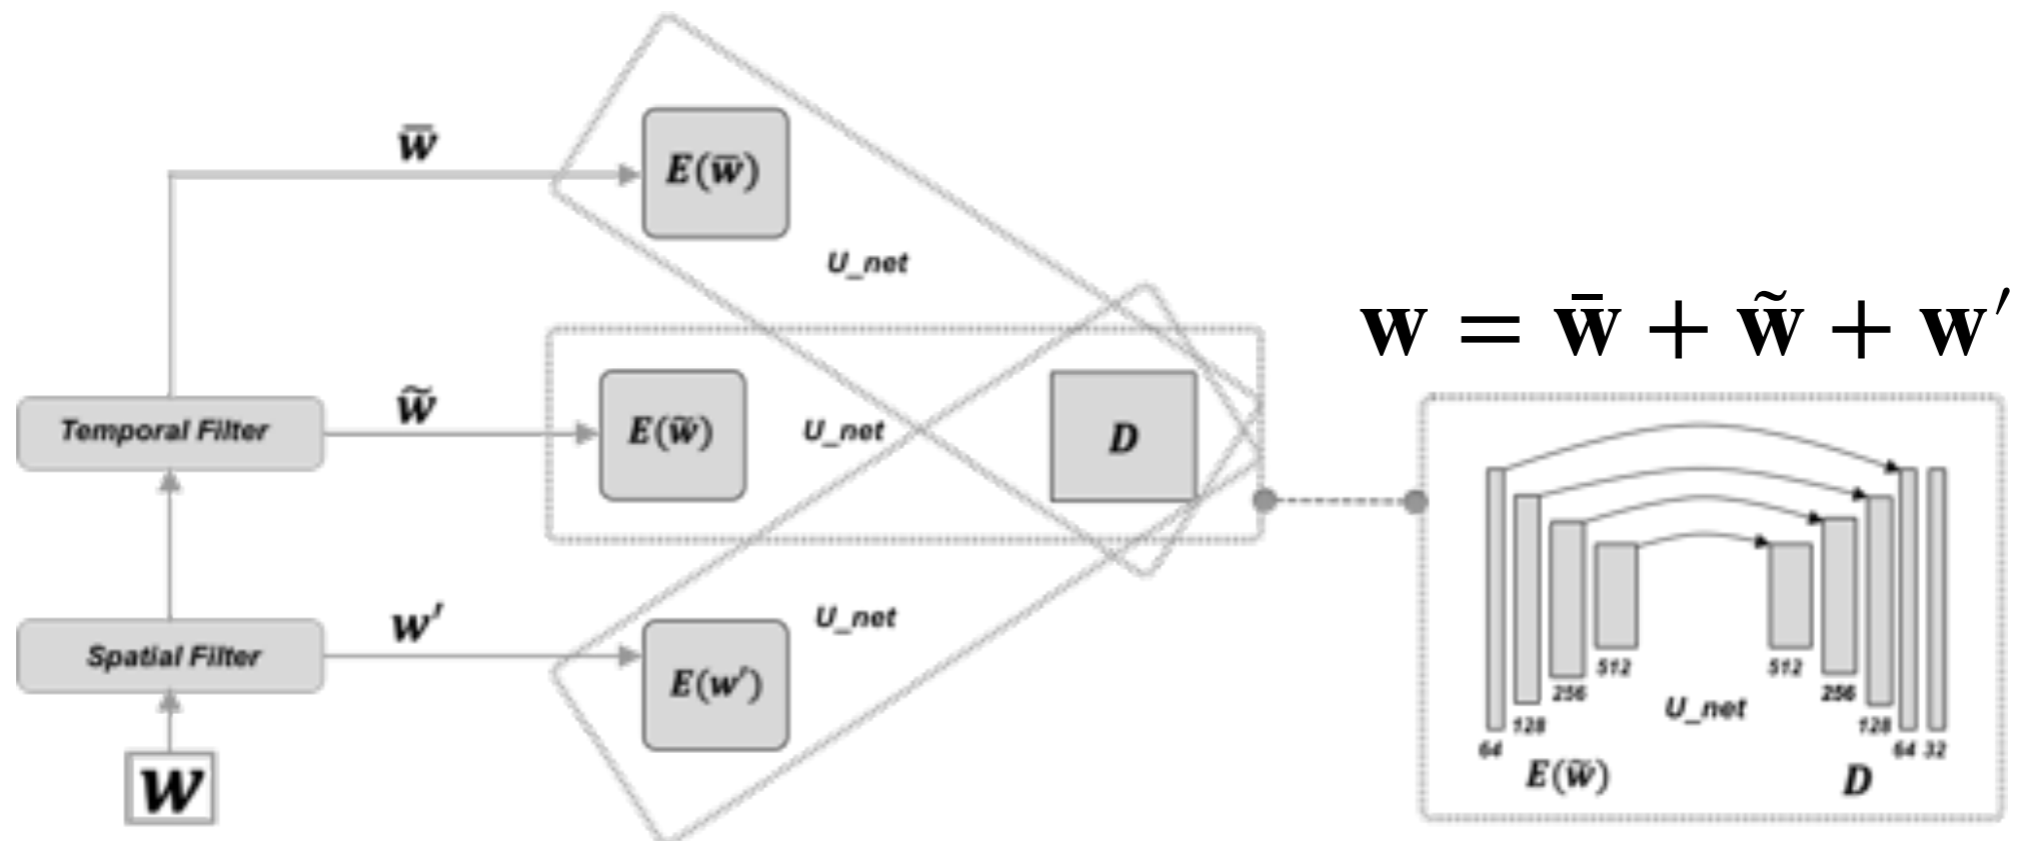 w̄
E(w̄)
U_net
w = w̄ + w̃ + w′
Temporal Filter
w̃
E(w̃)
U_net
D
w′
U_net
Spatial Filter
E(w′)
W
512
512
256
U_net
256
128
128
64
64 32
E(w̃)
D